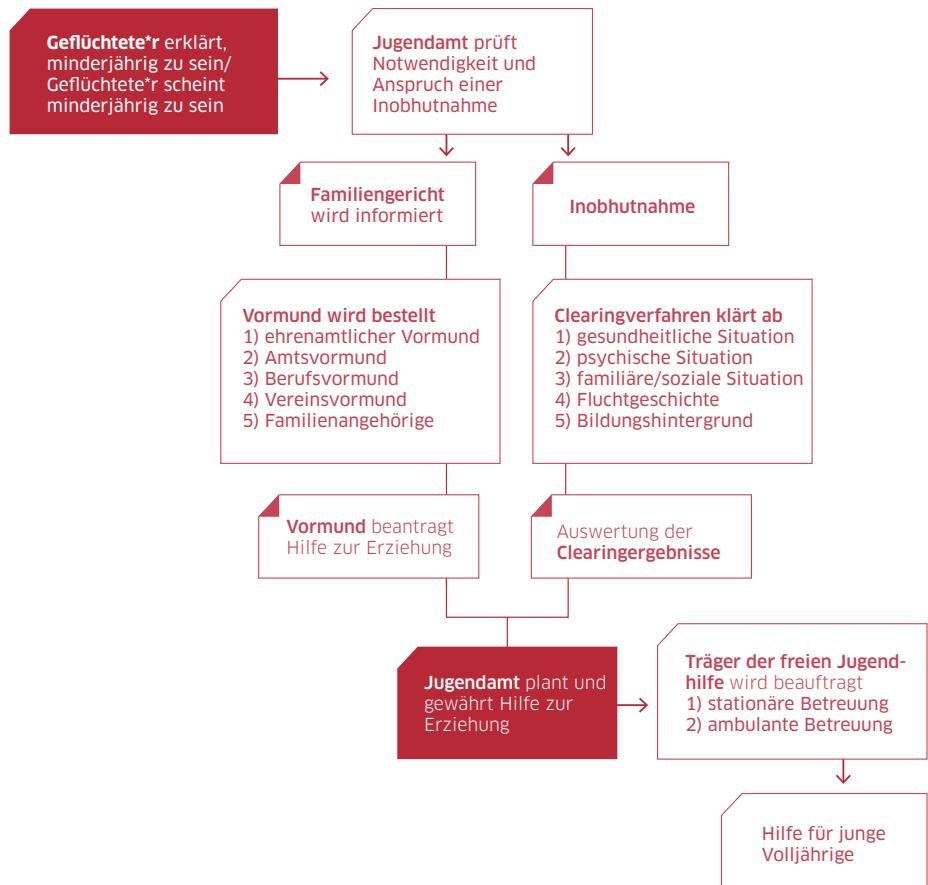 Geflüchtete*r erklärt,
minderjährig zu sein/
Geflüchtete*r scheint
minderjährig zu sein
Jugendamt prüft
Notwendigkeit und
Anspruch einer
Inobhutnahme
Familiengericht
wird informiert
Inobhutnahme
Vormund wird bestellt
1) ehrenamtlicher Vormund
2) Amtsvormund
3) Berufsvormund
4) Vereinsvormund
5) Familienangehörige
Clearingverfahren klärt ab
1) gesundheitliche Situation
2) psychische Situation
3) familiäre/soziale Situation
4) Fluchtgeschichte
5) Bildungshintergrund
Vormund beantragt
Hilfe zur Erziehung
Auswertung der
Clearingergebnisse
Jugendamt plant und
gewährt Hilfe zur
Erziehung
Träger der freien Jugend-
hilfe wird beauftragt
1) stationäre Betreuung
2) ambulante Betreuung
Hilfe für junge
Volljährige